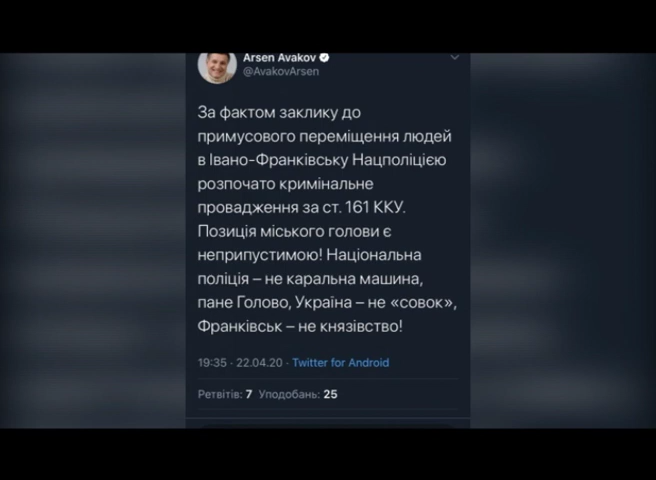 Arsen Avakov
@AvakovArsen
За фактом заклику до
примусового переміщення людей
в Івано-Франківську Нацполіцією
розпочато кримінальне
провадження за ст. 161 ККУ.
Позиція міського голови є
неприпустимою! Національна
поліція – не каральна машина,
пане Голово, Україна – не «совок»,
Франківськ – не князівство!
19:35 · 22.04.20 · Twitter for Android
Ретвітів: 7 Уподобань: 25